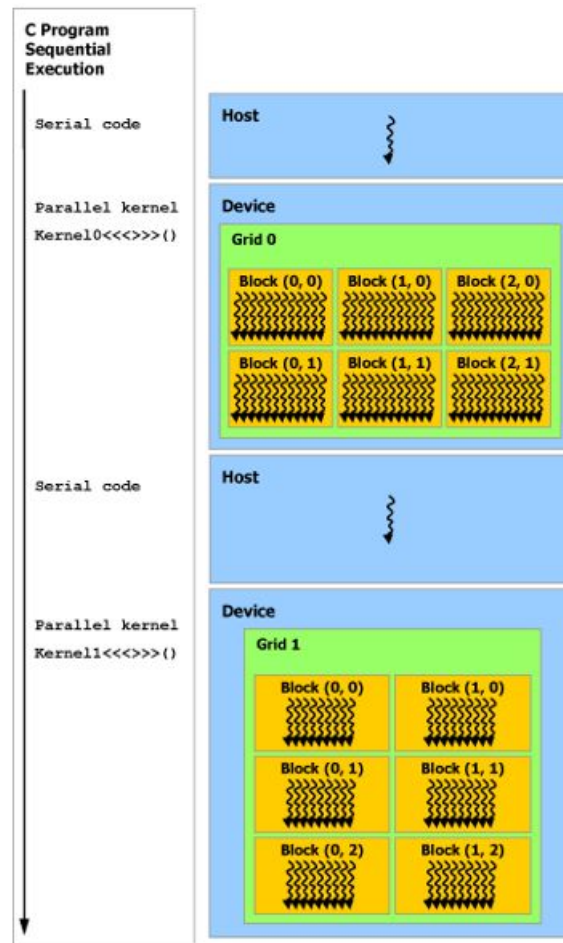 C Program
Sequential
Execution
Serial code
Host
Parallel kernel
Kernel0<<<>>>()
Device
Grid 0
Block (0, 0)
Block (1, 0)
Block (2, 0)
Block (0, 1)
Block (1, 1)
Block (2, 1)
Serial code
Host
Parallel kernel
Kernel1<<<>>>()
Device
Grid 1
Block (0, 0)
Block (1, 0)
Block (0, 1)
Block (1, 1)
Block (0, 2)
Block (1, 2)